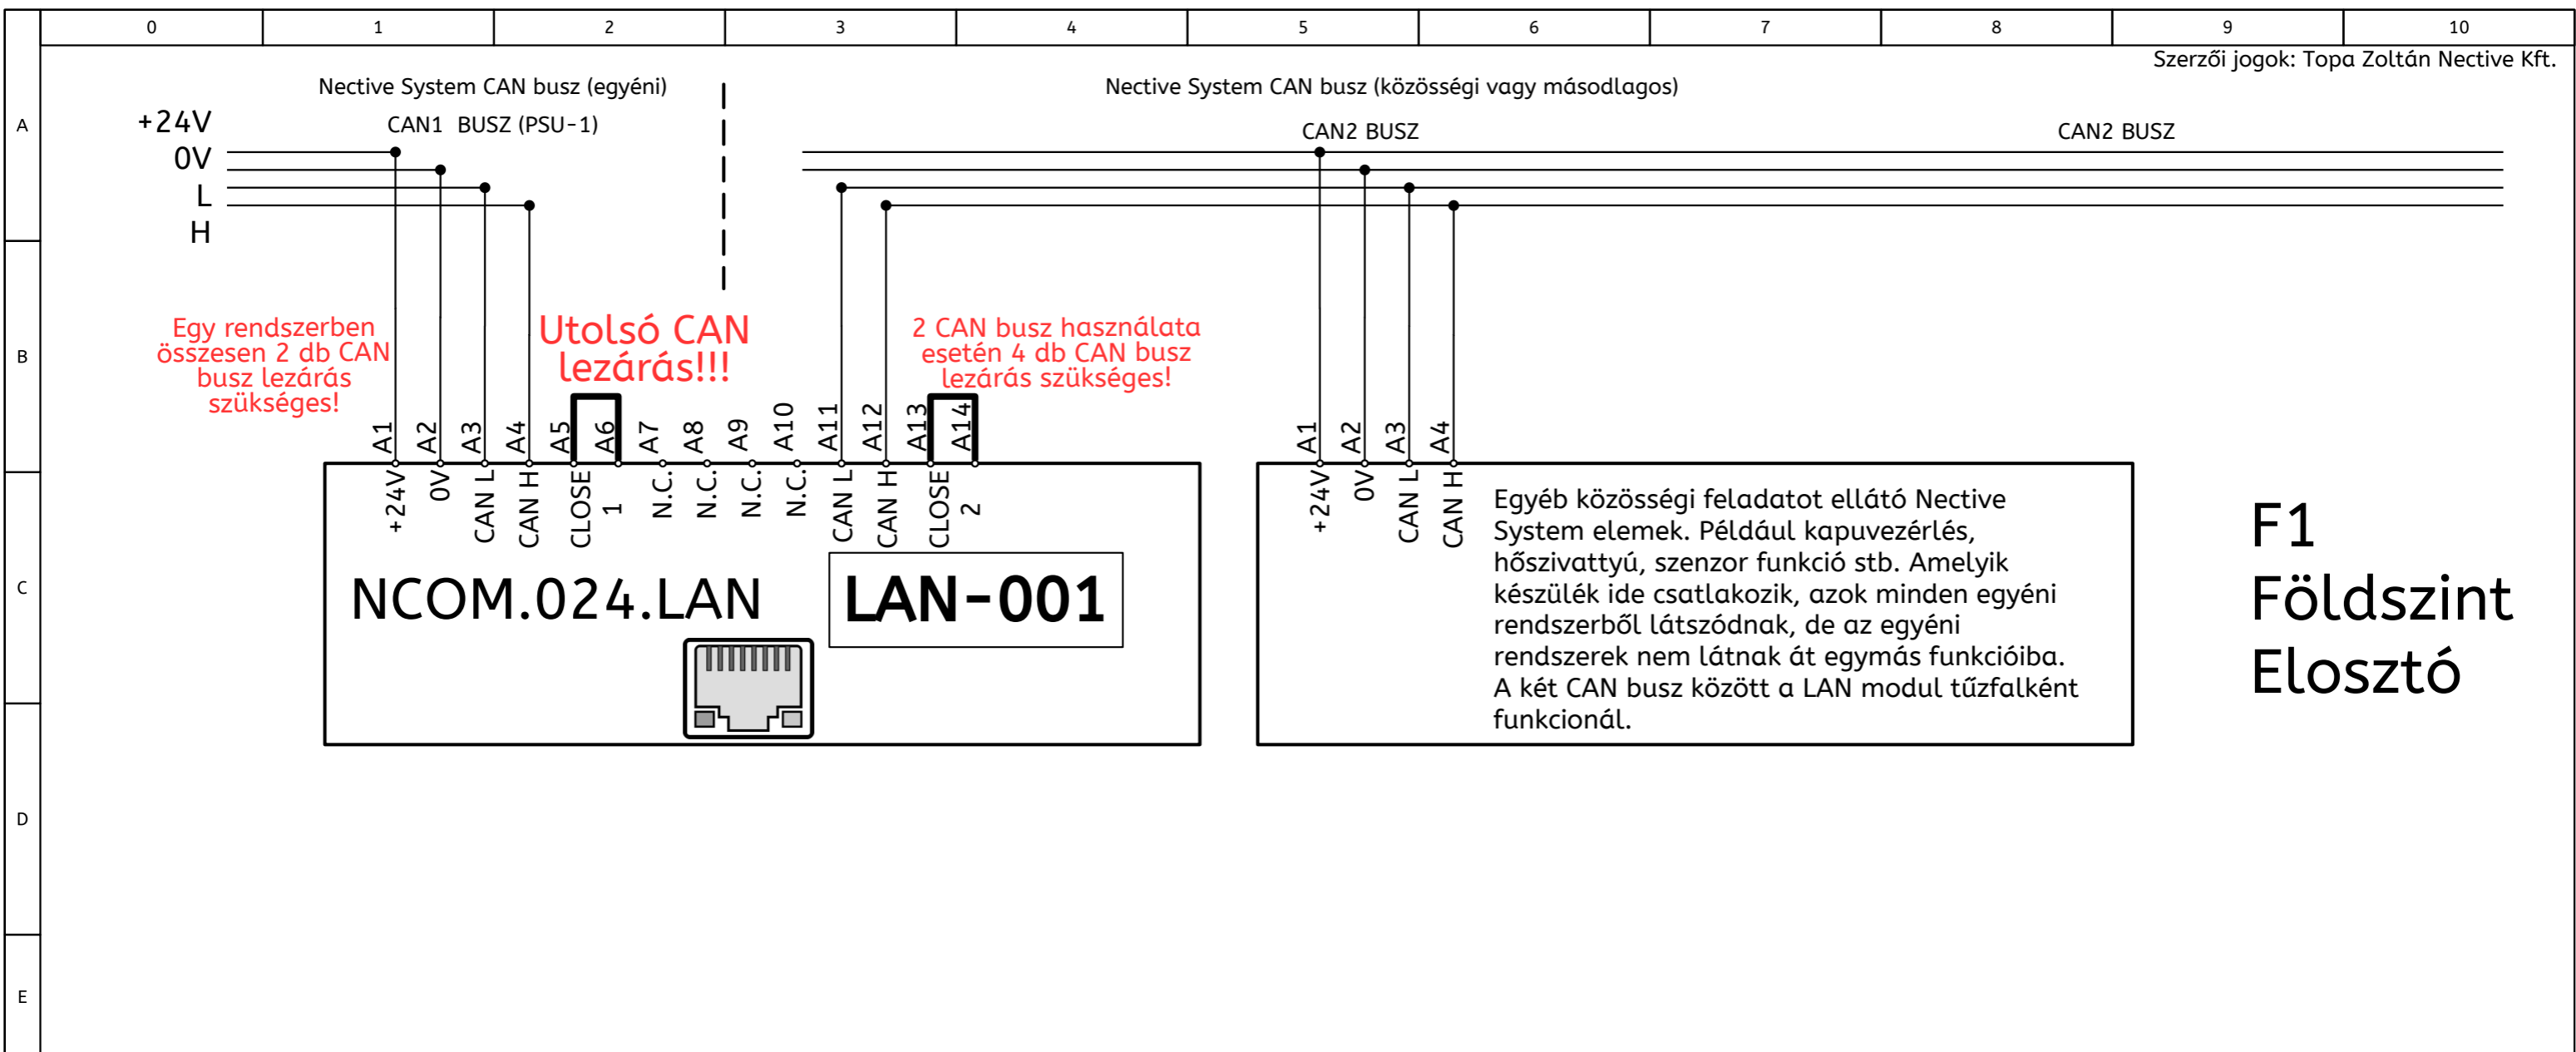 0 1 2 3 4 5 6 7 8 9 10
Szerzői jogok: Topa Zoltán Nective Kft.
A
Nective System CAN busz (egyéni)
CAN1 BUSZ (PSU-1)
+24V
0V
L
H
Nective System CAN busz (közösségi vagy másodlagos)
CAN2 BUSZ
CAN2 BUSZ
B
Egy rendszerben
összesen 2 db CAN
busz lezárás
szükséges!
Utolsó CAN
lezárás!!!
2 CAN busz használata
esetén 4 db CAN busz
lezárás szükséges!
A1 A2 A3 A4 A5 A6 A7 A8 A9 A10 A11 A12 A13 A14
+24V 0V CAN L CAN H CLOSE 1 N.C. N.C. N.C. N.C. CAN L CAN H CLOSE 2
C
NCOM.024.LAN
LAN-001
A1 A2 A3 A4
+24V 0V CAN L CAN H
Egyéb közösségi feladatot ellátó Nective
System elemek. Például kapuvezérlés,
hőszivattyú, szenzor funkció stb. Amelyik
készülék ide csatlakozik, azok minden egyéni
rendszerből látszódnak, de az egyéni
rendszerek nem látnak át egymás funkcióiba.
A két CAN busz között a LAN modul tűzfalként
funkcionál.
F1
Földszint
Elosztó
D
E